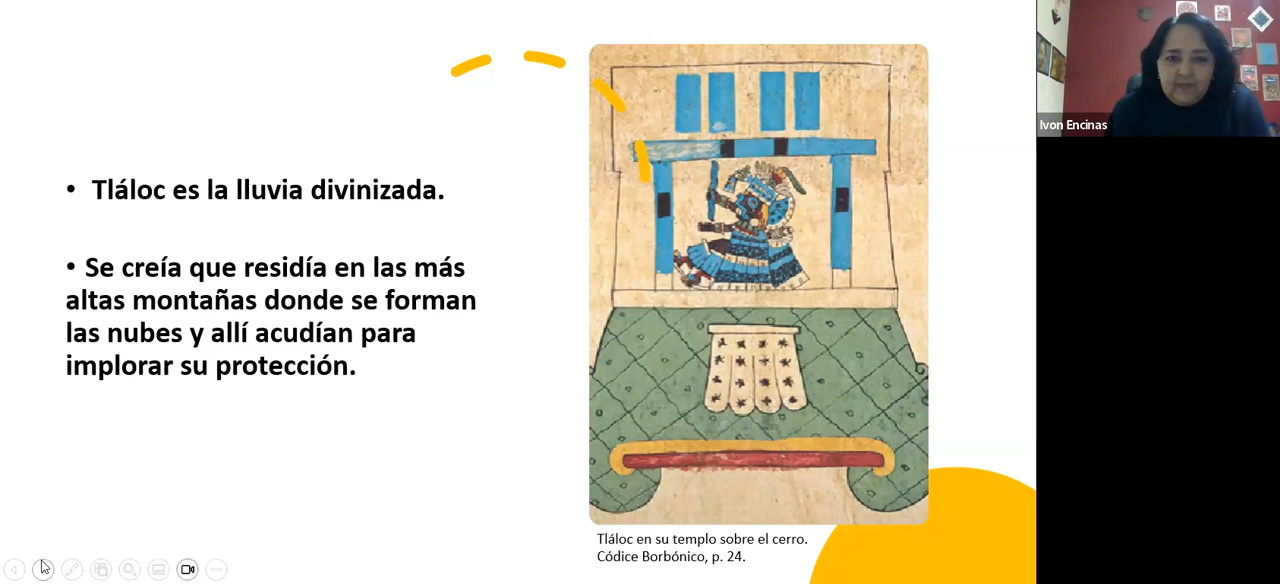 • Tláloc es la lluvia divinizada.
• Se creía que residía en las más
altas montañas donde se forman
las nubes y allí acudían para
implorar su protección.
Tláloc en su templo sobre el cerro.
Códice Borbónico, p. 24.
Ivon Encinas